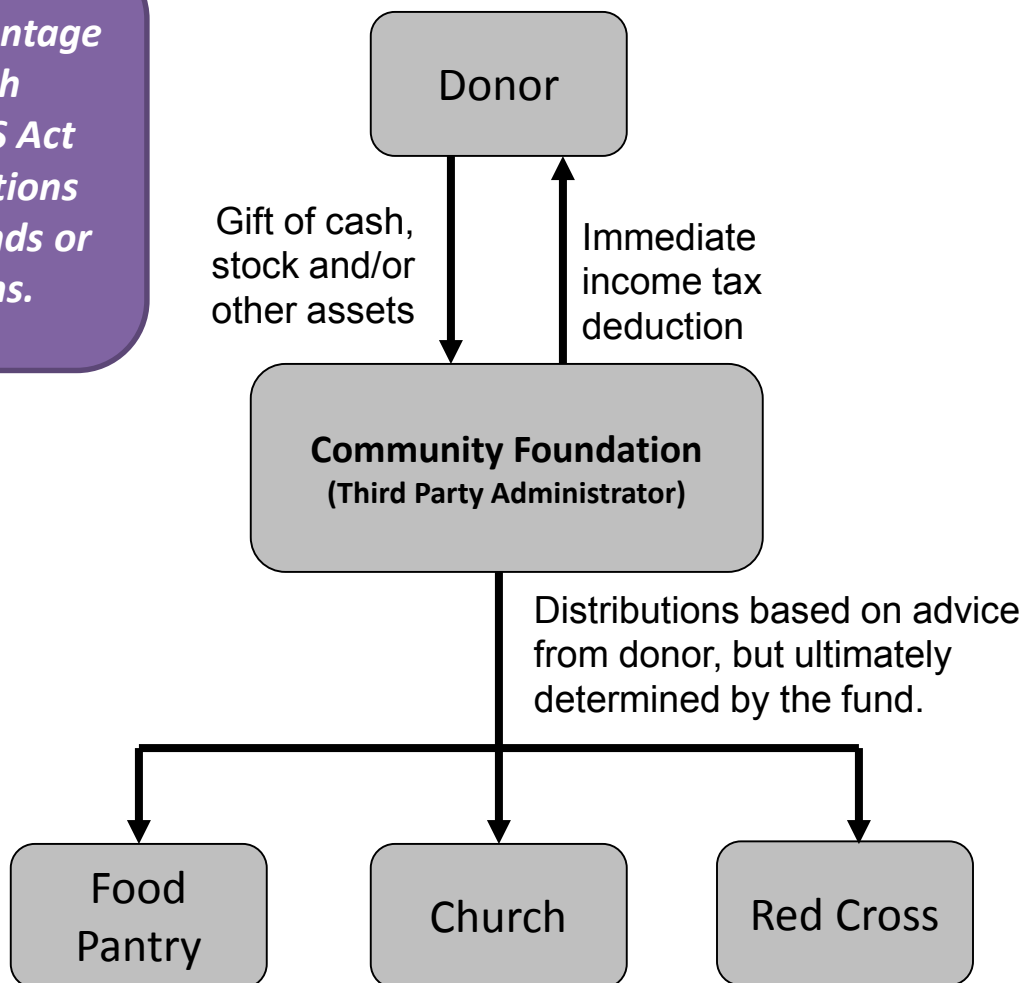 ntage
h
S Act
tions
nds or
ns.
Donor
Gift of cash,
stock and/or
other assets
Immediate
income tax
deduction
Community Foundation
(Third Party Administrator)
Distributions based on advice
from donor, but ultimately
determined by the fund.
Food
Pantry
Church
Red Cross